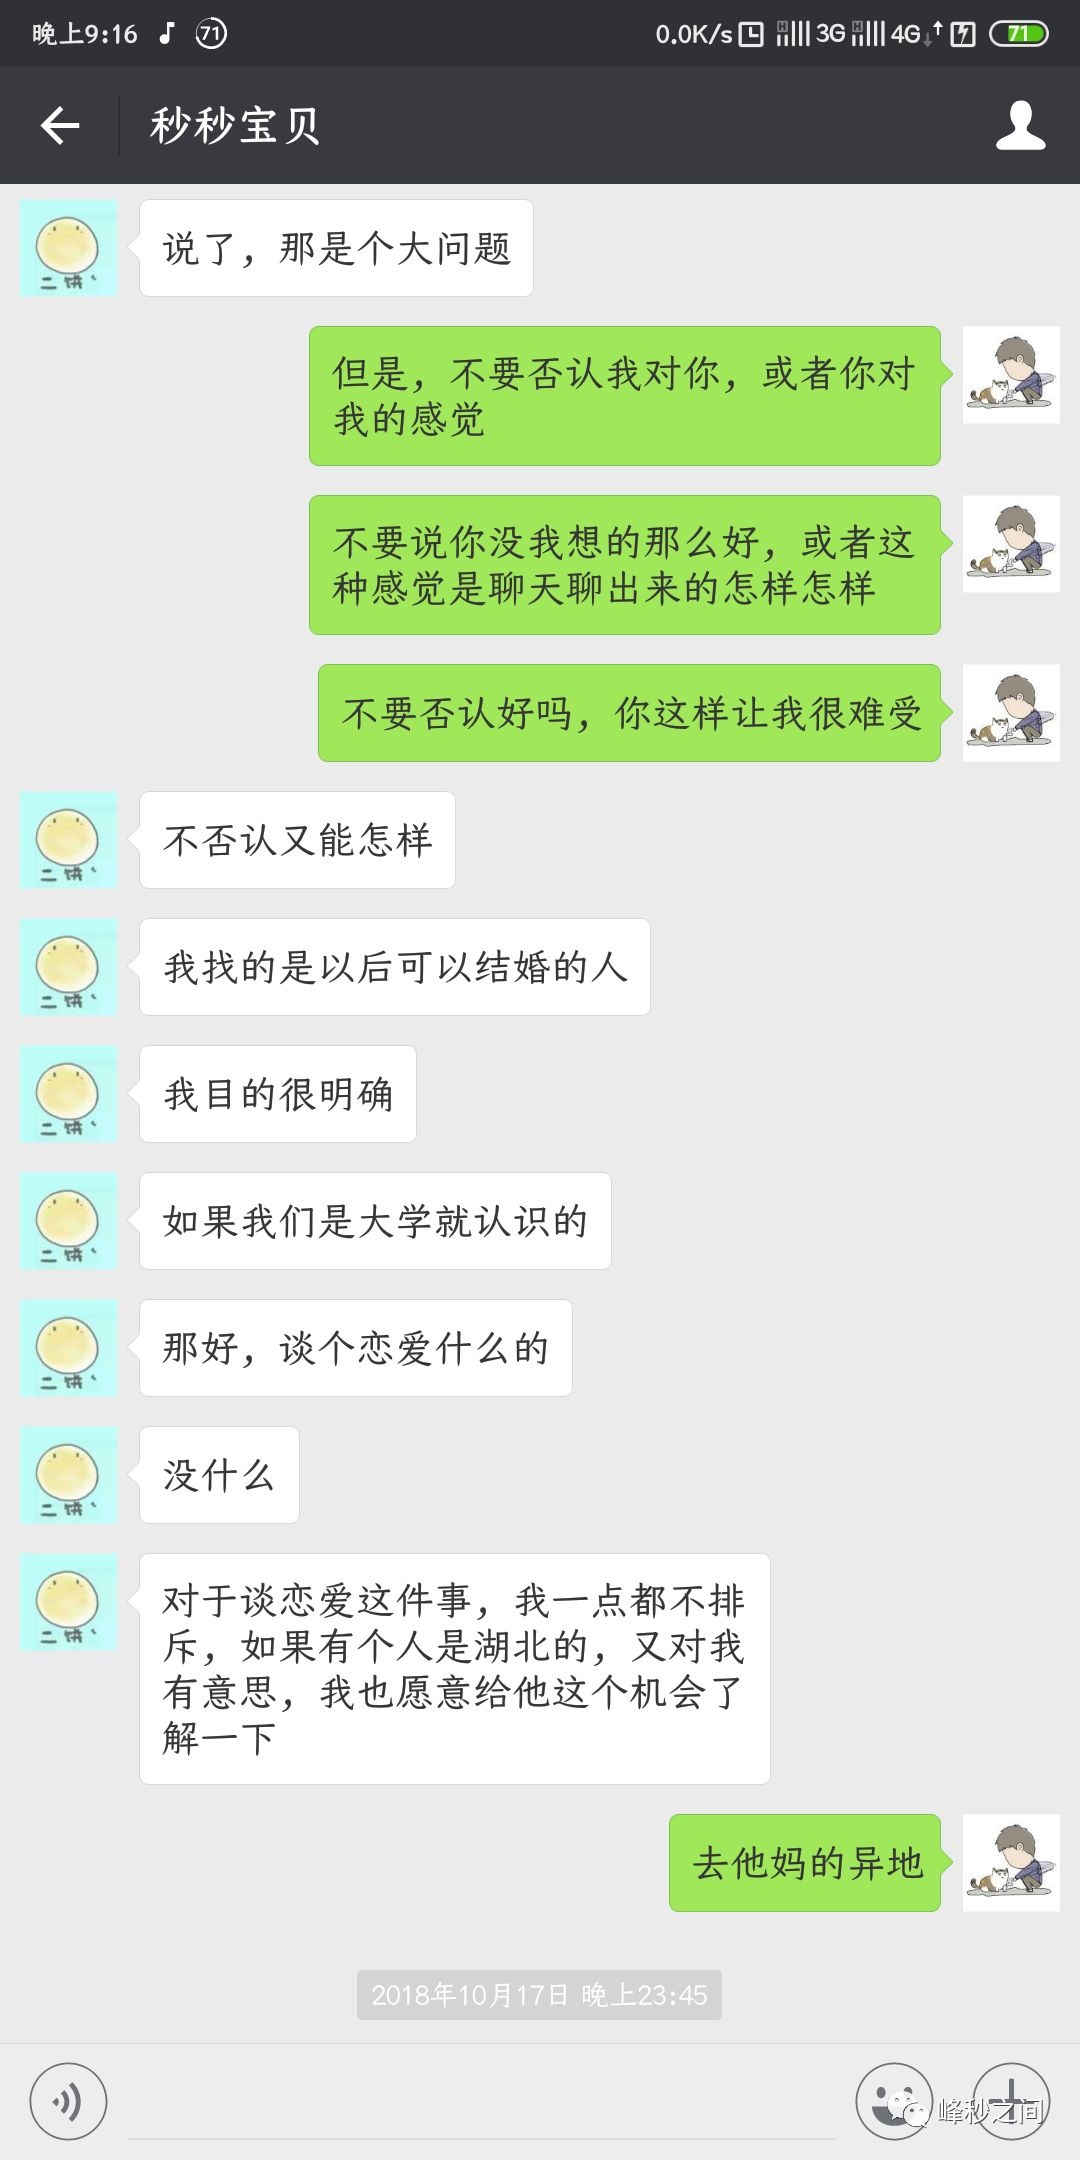 晚上9:16 71 0.0K/s 3G 4G 71
秒秒宝贝
说了，那是个大问题
但是，不要否认我对你，或者你对
我的感觉
不要说你没我想的那么好，或者这
种感觉是聊天聊出来的怎样怎样
不要否认好吗，你这样让我很难受
不否认又能怎样
我找的是以后可以结婚的人
我目的很明确
如果我们是大学就认识的
那好，谈个恋爱什么的
没什么
对于谈恋爱这件事，我一点都不排
斥，如果有个人是湖北的，又对我
有意思，我也愿意给他这个机会了
解一下
去他妈的异地
2018年10月17日 晚上23:45
峰秒之间